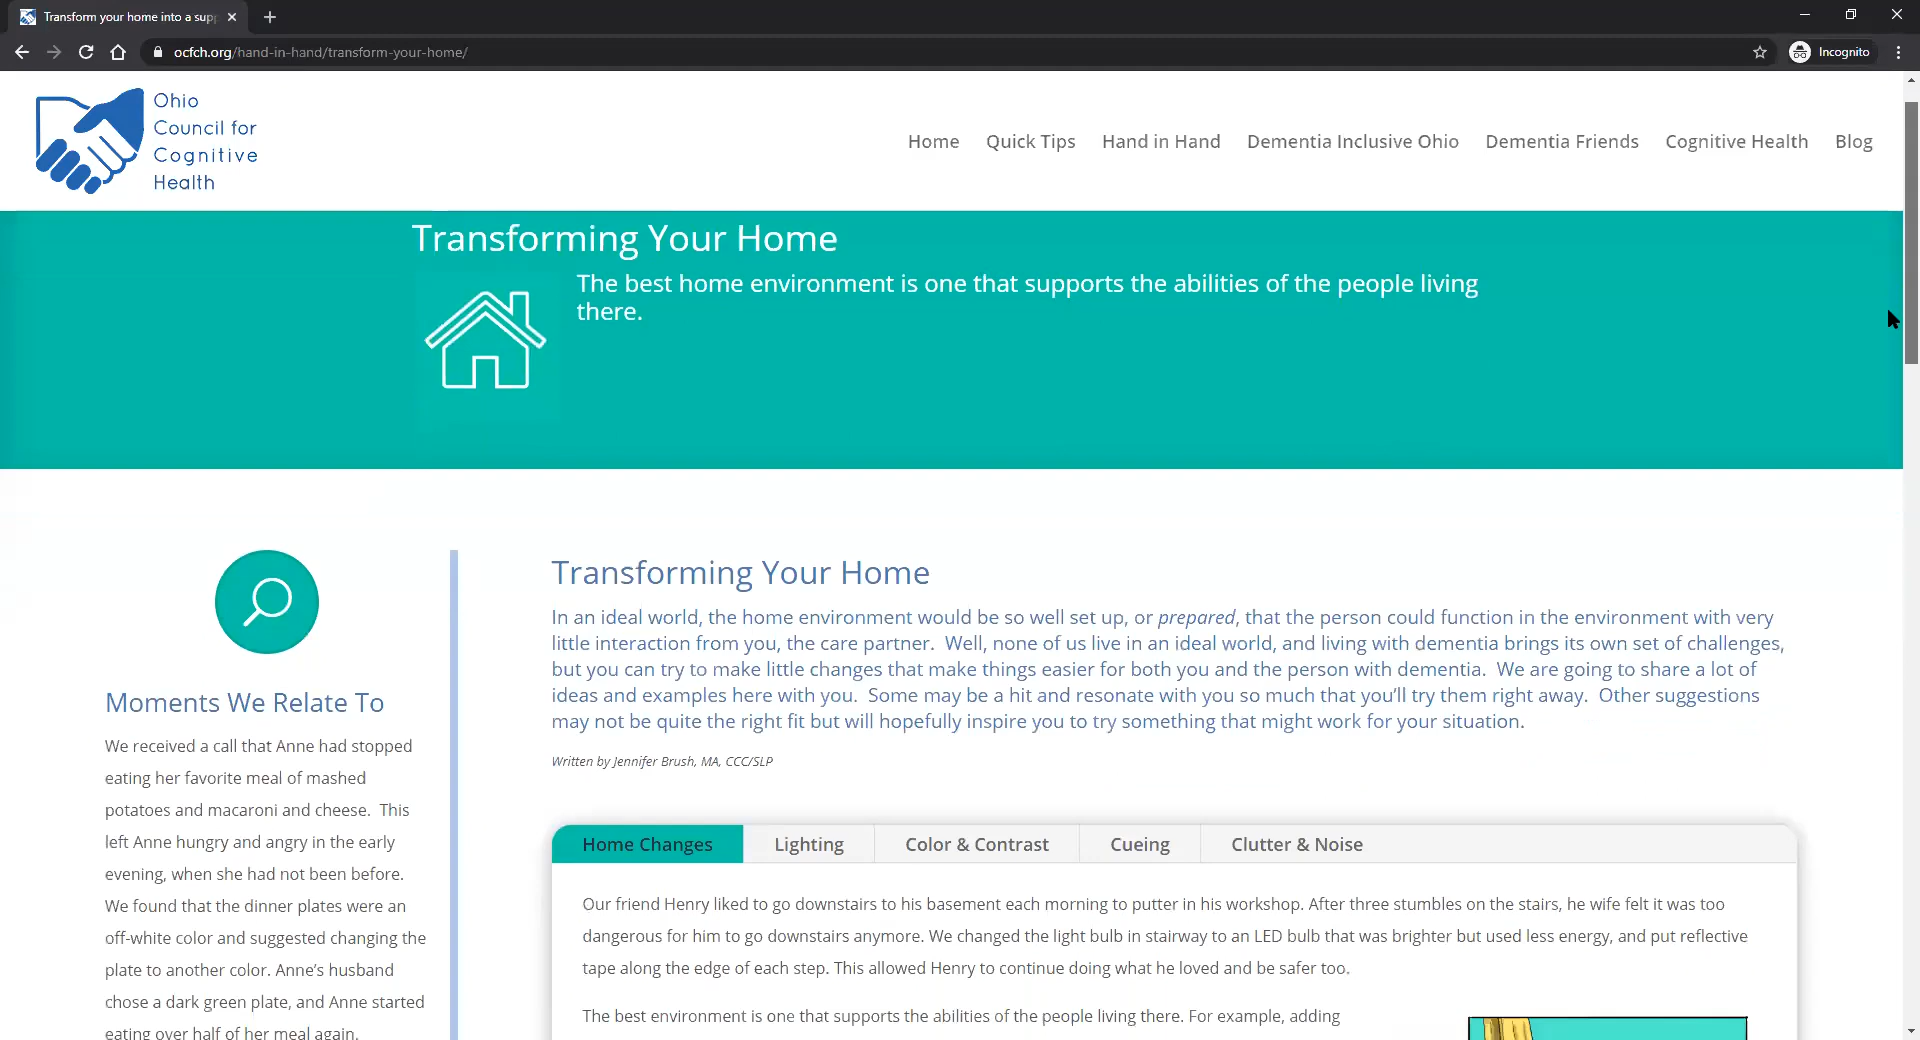 Transform your home into a supp
ocfch.org/hand-in-hand/transform-your-home/
Incognito
Ohio
Council for
Cognitive
Health
Home Quick Tips Hand in Hand Dementia Inclusive Ohio Dementia Friends Cognitive Health Blog
Transforming Your Home
The best home environment is one that supports the abilities of the people living
there.
Moments We Relate To
We received a call that Anne had stopped
eating her favorite meal of mashed
potatoes and macaroni and cheese.  This
left Anne hungry and angry in the early
evening, when she had not been before.
We found that the dinner plates were an
off-white color and suggested changing the
plate to another color. Anne's husband
chose a dark green plate, and Anne started
eating over half of her meal again.
Transforming Your Home
In an ideal world, the home environment would be so well set up, or prepared, that the person could function in the environment with very
little interaction from you, the care partner.  Well, none of us live in an ideal world, and living with dementia brings its own set of challenges,
but you can try to make little changes that make things easier for both you and the person with dementia.  We are going to share a lot of
ideas and examples here with you.  Some may be a hit and resonate with you so much that you'll try them right away.  Other suggestions
may not be quite the right fit but will hopefully inspire you to try something that might work for your situation.
Written by Jennifer Brush, MA, CCC/SLP
Home Changes Lighting Color & Contrast Cueing Clutter & Noise
Our friend Henry liked to go downstairs to his basement each morning to putter in his workshop. After three stumbles on the stairs, he wife felt it was too
dangerous for him to go downstairs anymore. We changed the light bulb in stairway to an LED bulb that was brighter but used less energy, and put reflective
tape along the edge of each step. This allowed Henry to continue doing what he loved and be safer too.
The best environment is one that supports the abilities of the people living there. For example, adding